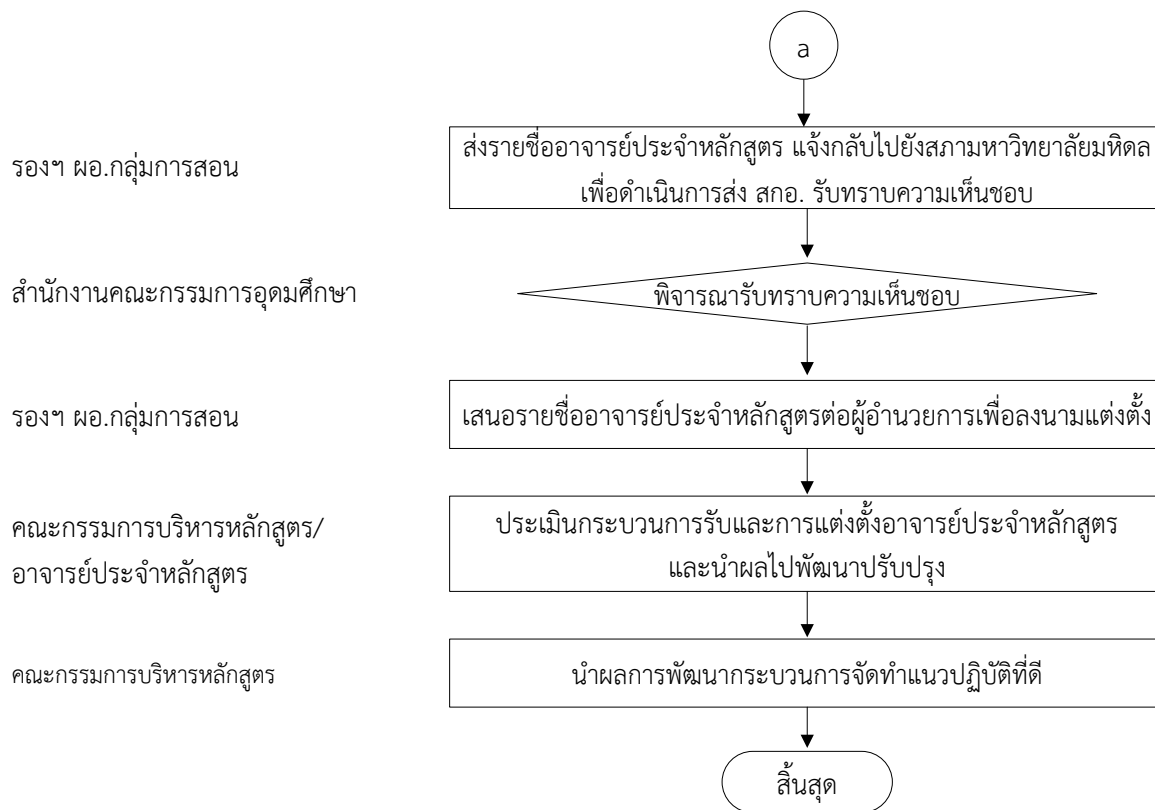 a
รองฯ ผอ.กลุ่มการสอน
ส่งรายชื่ออาจารย์ประจำหลักสูตร แจ้งกลับไปยังสภามหาวิทยาลัยมหิดล
เพื่อดำเนินการส่ง สกอ. รับทราบความเห็นชอบ
สำนักงานคณะกรรมการอุดมศึกษา
พิจารณารับทราบความเห็นชอบ
รองฯ ผอ.กลุ่มการสอน
เสนอรายชื่ออาจารย์ประจำหลักสูตรต่อผู้อำนวยการเพื่อลงนามแต่งตั้ง
คณะกรรมการบริหารหลักสูตร/
อาจารย์ประจำหลักสูตร
ประเมินกระบวนการรับและการแต่งตั้งอาจารย์ประจำหลักสูตร
และนำผลไปพัฒนาปรับปรุง
คณะกรรมการบริหารหลักสูตร
นำผลการพัฒนากระบวนการจัดทำแนวปฏิบัติที่ดี
สิ้นสุด